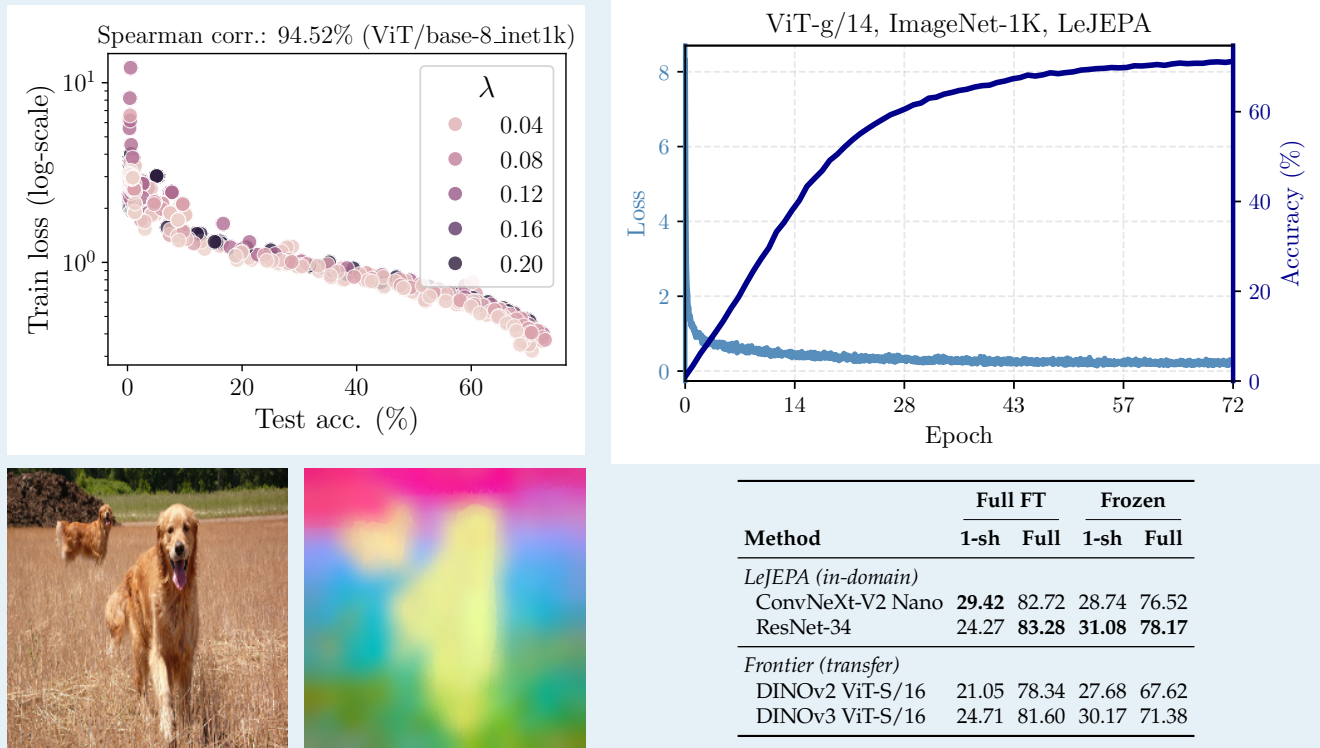 Spearman corr.: 94.52% (ViT/base-8_inet1k)
Train loss (log-scale)
10¹
10⁰
λ
0.04
0.08
0.12
0.16
0.20
0 20 40 60
Test acc. (%)
ViT-g/14, ImageNet-1K, LeJEPA
Loss
8
6
4
2
0
Accuracy (%)
60
40
20
0
0 14 28 43 57 72
Epoch
Full FT Frozen
Method 1-sh Full 1-sh Full
LeJEPA (in-domain)
ConvNeXt-V2 Nano 29.42 82.72 28.74 76.52
ResNet-34 24.27 83.28 31.08 78.17
Frontier (transfer)
DINOv2 ViT-S/16 21.05 78.34 27.68 67.62
DINOv3 ViT-S/16 24.71 81.60 30.17 71.38